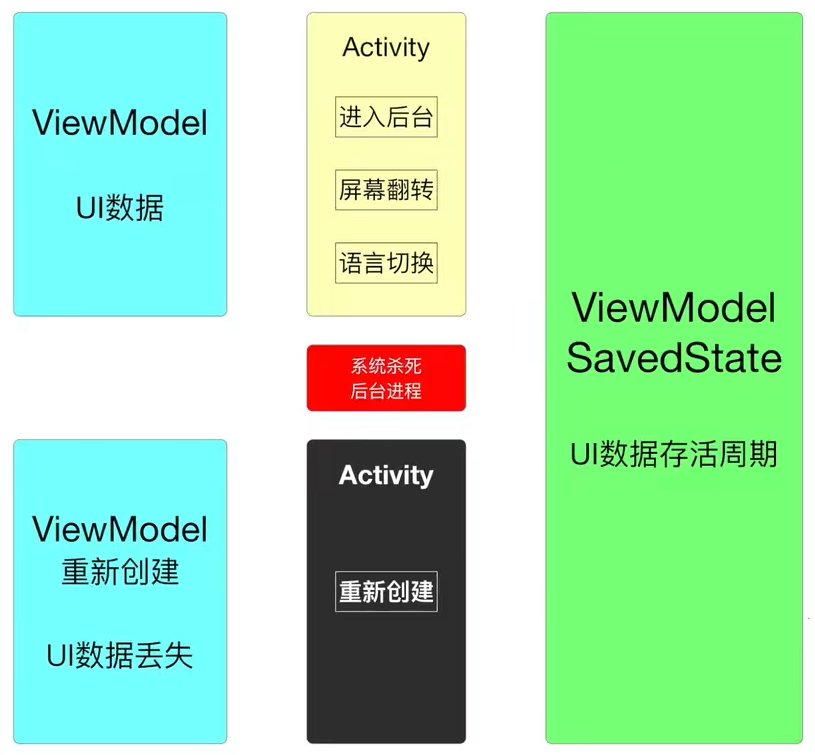 ViewModel
UI数据
Activity
进入后台
屏幕翻转
语言切换
系统杀死
后台进程
ViewModel
重新创建
UI数据丢失
Activity
重新创建
ViewModel
SavedState
UI数据存活周期